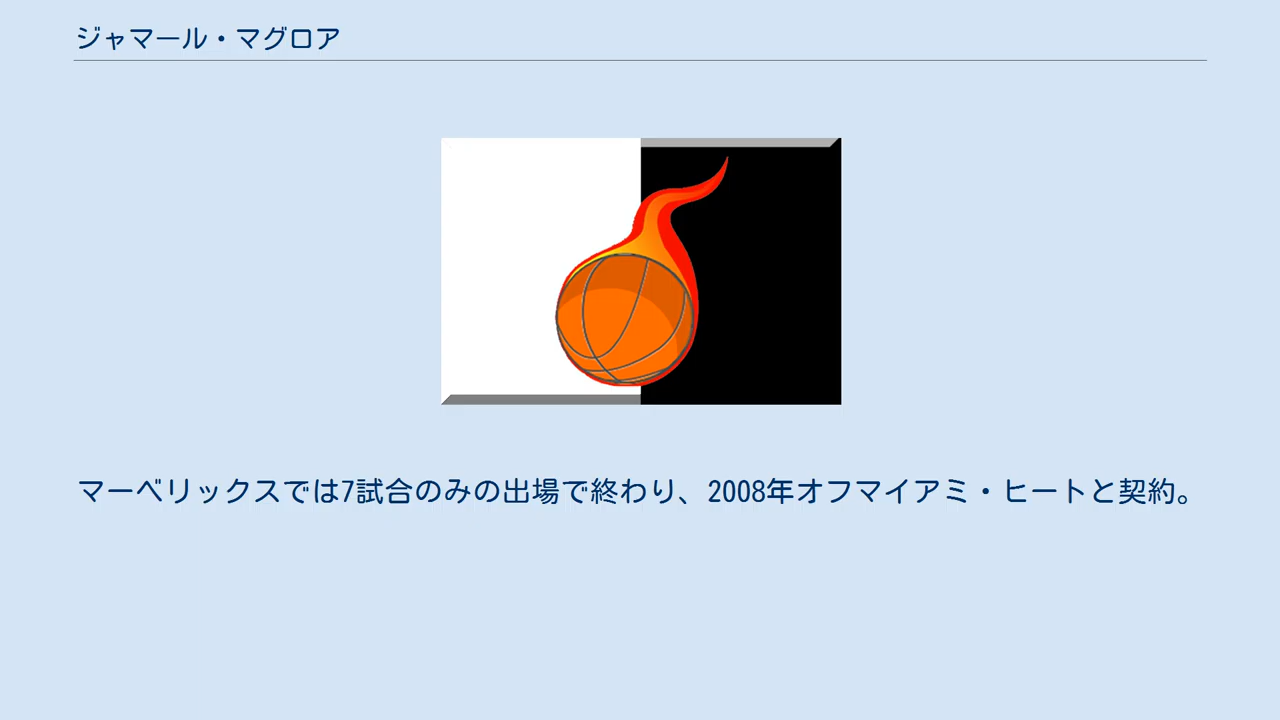 ジャマール・マグロア
マーベリックスでは7試合のみの出場で終わり、2008年オフマイアミ・ヒートと契約。